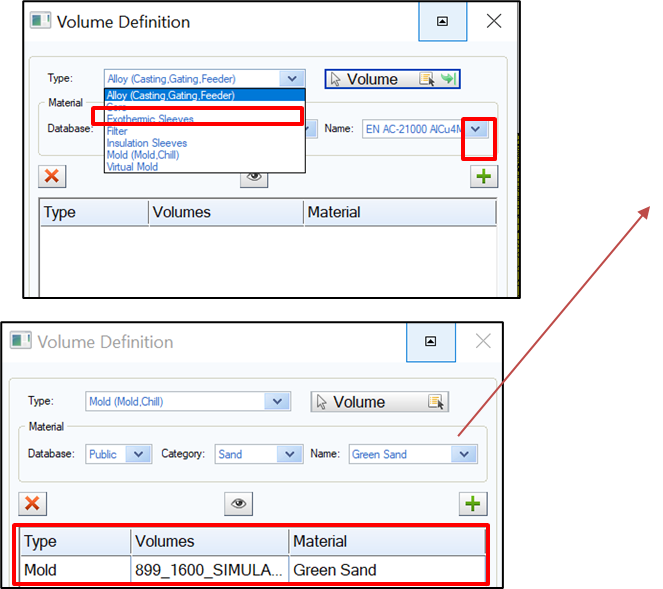 Volume Definition
Type: Alloy (Casting,Gating,Feeder) Volume
Alloy (Casting,Gating,Feeder)
Material
Exothermic Sleeves
Database: Filter Name: EN AC-21000 AlCu4M
Insulation Sleeves
Mold (Mold,Chill)
Virtual Mold
Type Volumes Material
Volume Definition
Type: Mold (Mold,Chill) Volume
Material
Database: Public Category: Sand Name: Green Sand
Type Volumes Material
Mold 899_1600_SIMULA... Green Sand